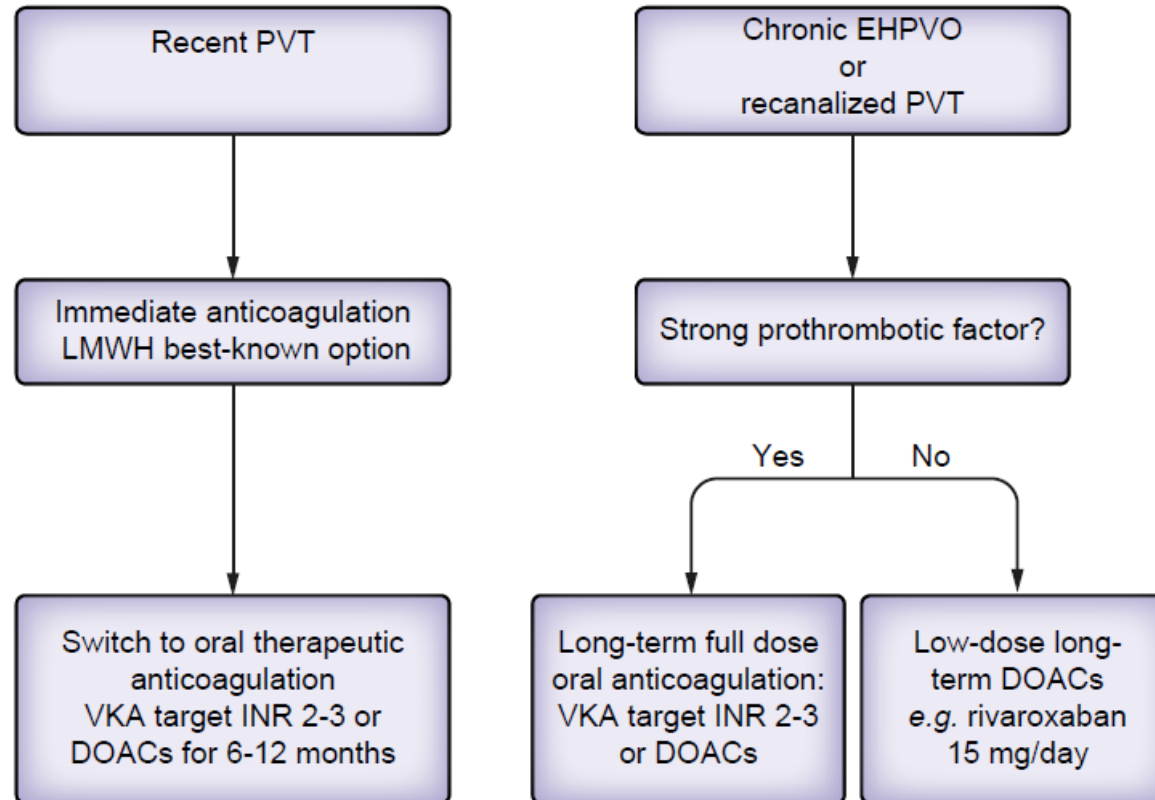 Recent PVT
Chronic EHPVO
or
recanalized PVT
Immediate anticoagulation
LMWH best-known option
Strong prothrombotic factor?
Yes
No
Switch to oral therapeutic
anticoagulation
VKA target INR 2-3 or
DOACs for 6-12 months
Long-term full dose
oral anticoagulation:
VKA target INR 2-3
or DOACs
Low-dose long-
term DOACs
e.g. rivaroxaban
15 mg/day